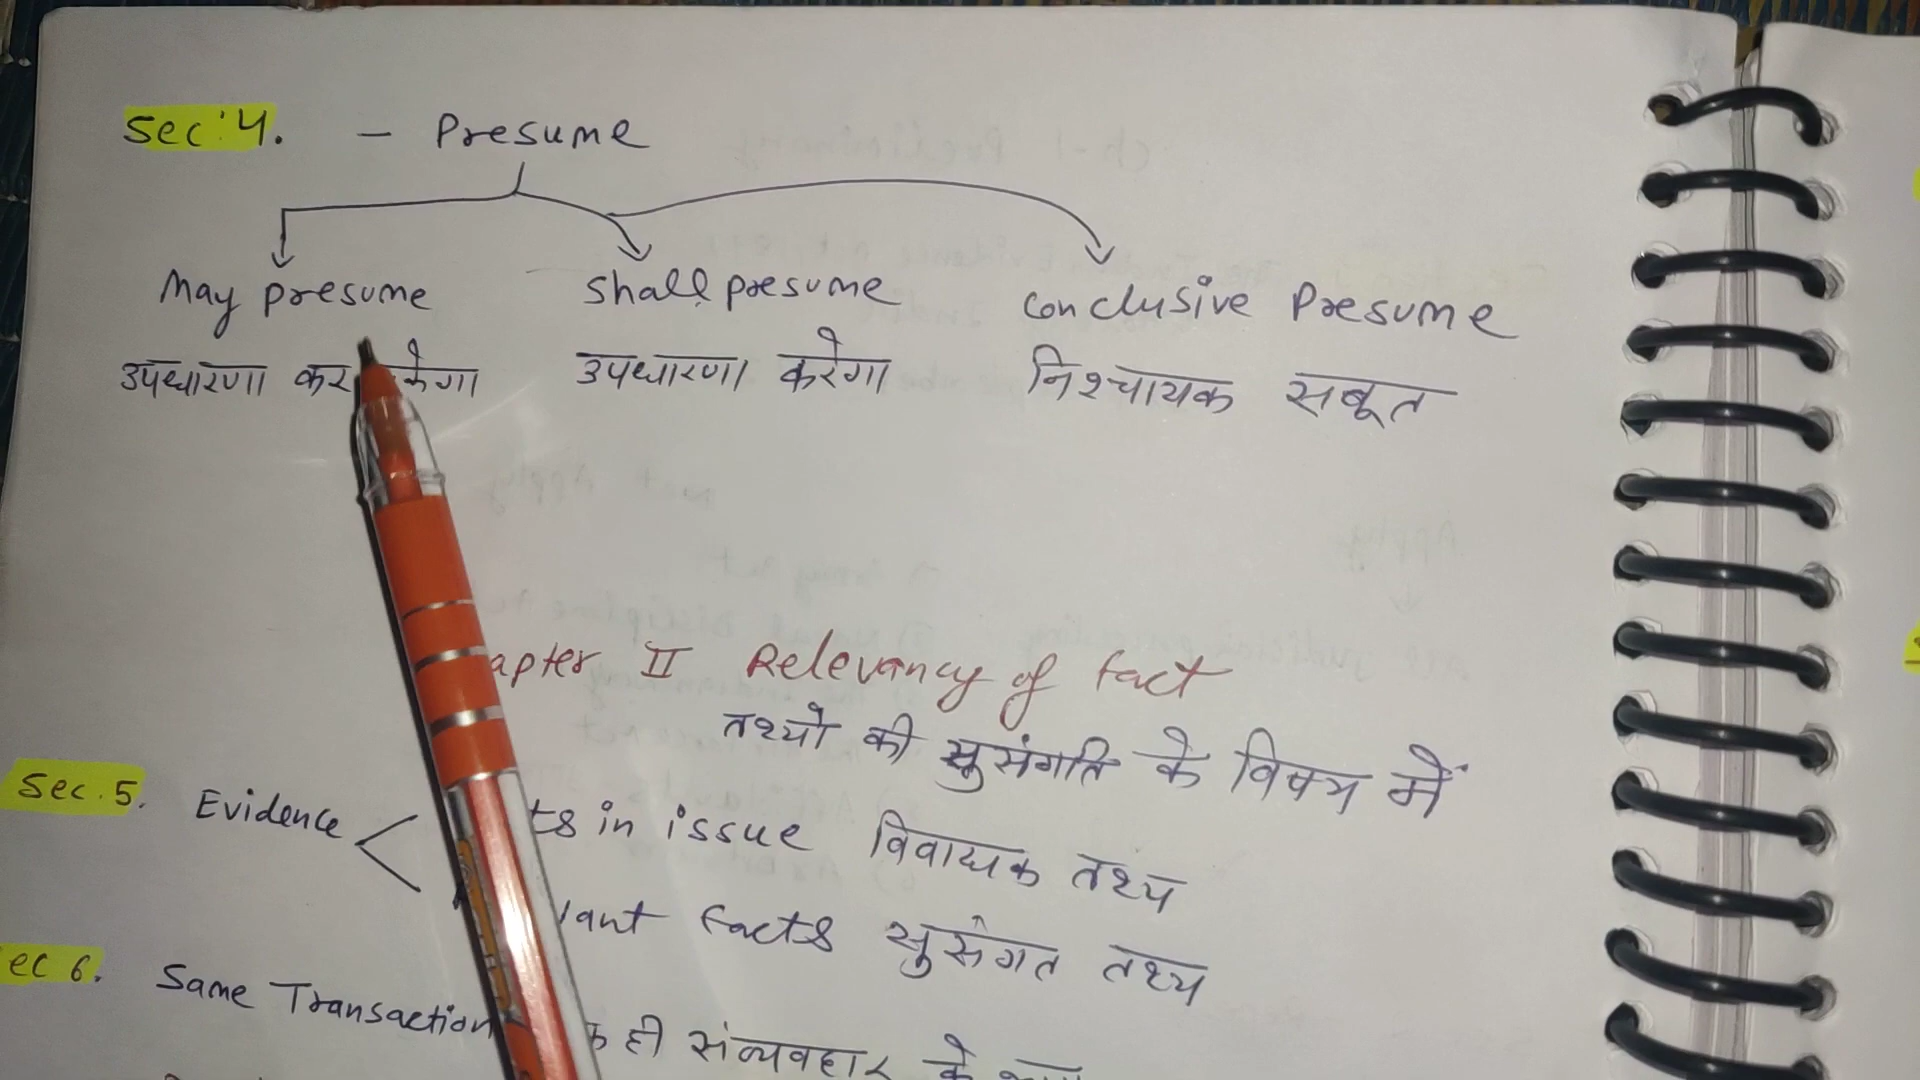 Sec: 4. - Presume
May presume shall presume Conclusive Presume
उपधारणा कर केगा उपधारणा करेगा निश्चायक सबूत
apter II Relevancy of fact
तथ्यो की सुसंगति के विषय में
Sec. 5. Evidence ts in issue विवाद्यक तथ्य
lant facts सुसंगत तथ्य
ec 6. Same Transaction क ही संव्यवहार के